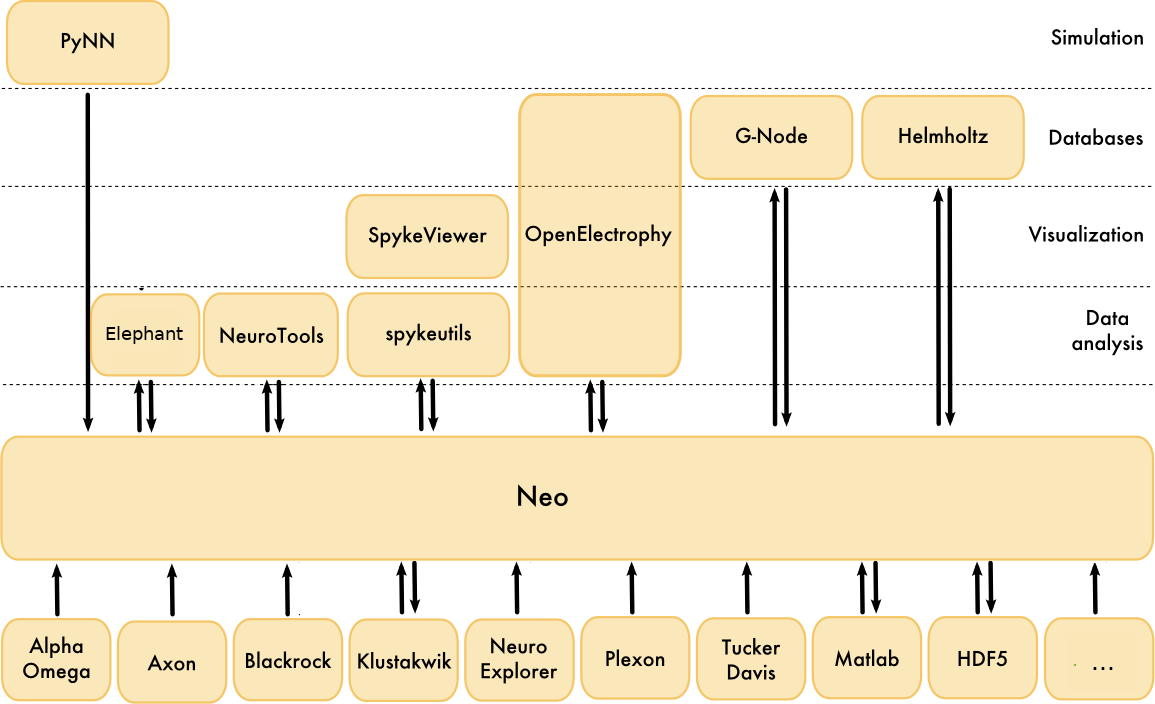 PyNN
Simulation
G-Node
Helmholtz
Databases
SpykeViewer
OpenElectrophy
Visualization
Elephant
NeuroTools
spykeutils
Data
analysis
Neo
Alpha
Omega
Axon
Blackrock
Klustakwik
Neuro
Explorer
Plexon
Tucker
Davis
Matlab
HDF5
...